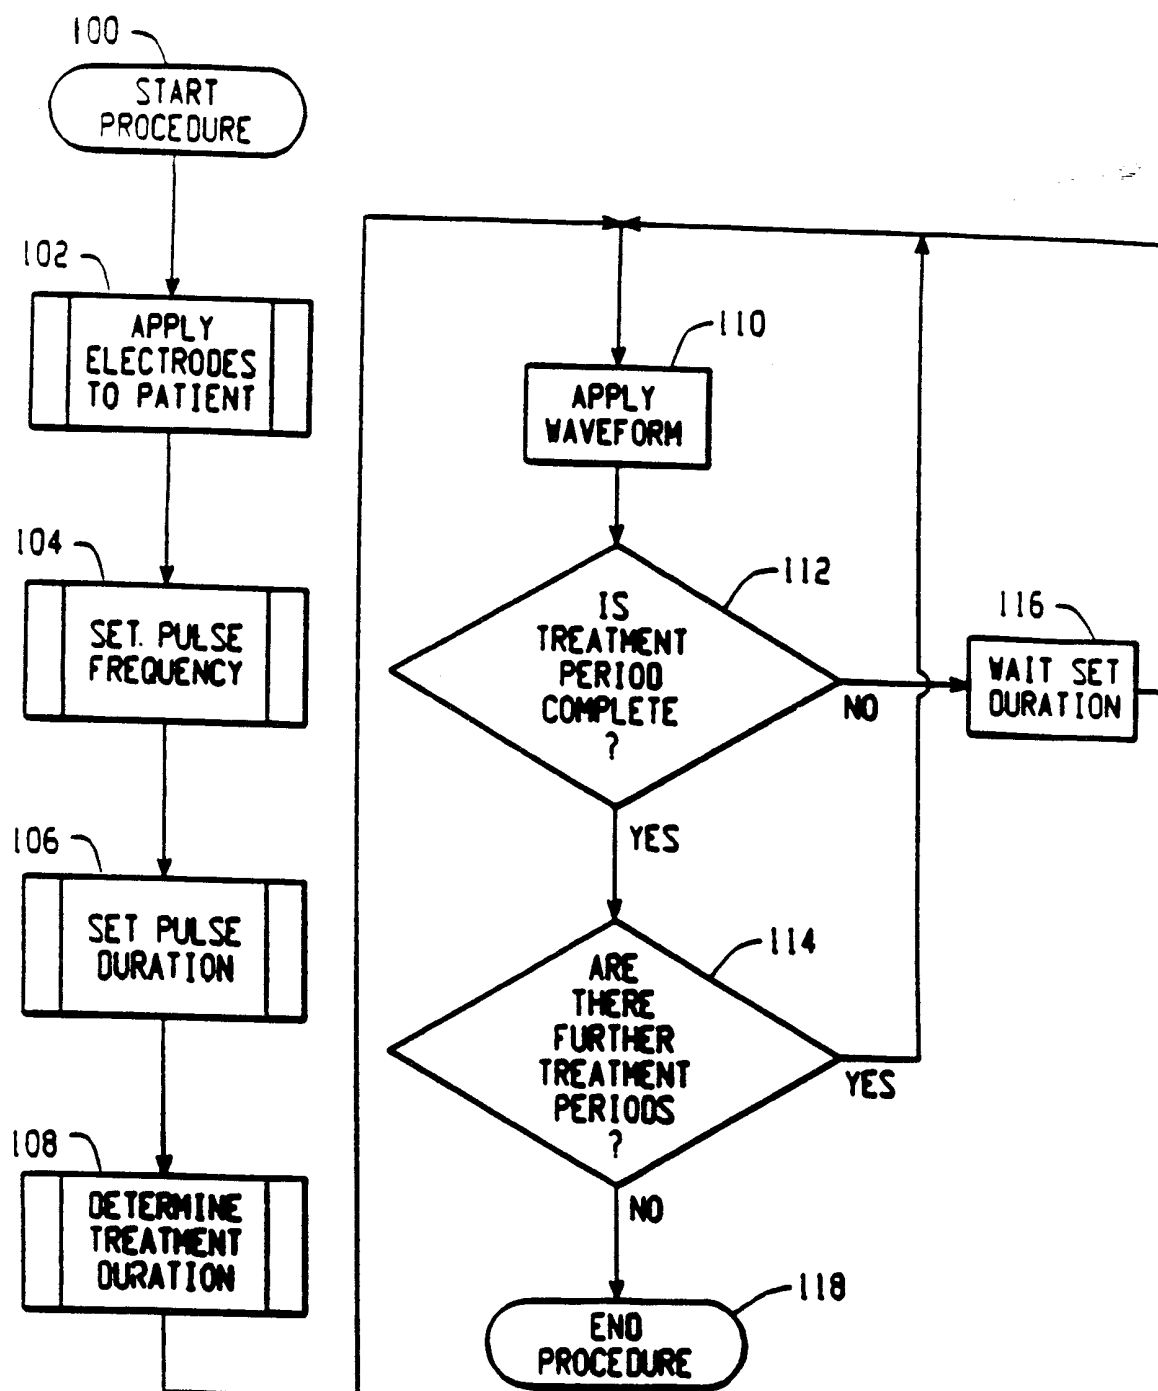 100
START
PROCEDURE
102
APPLY
ELECTRODES
TO PATIENT
104
SET. PULSE
FREQUENCY
106
SET PULSE
DURATION
108
DETERMINE
TREATMENT
DURATION
110
APPLY
WAVEFORM
112
IS
TREATMENT
PERIOD
COMPLETE
?
NO
YES
116
WAIT SET
DURATION
114
ARE
THERE
FURTHER
TREATMENT
PERIODS
?
YES
NO
118
END
PROCEDURE